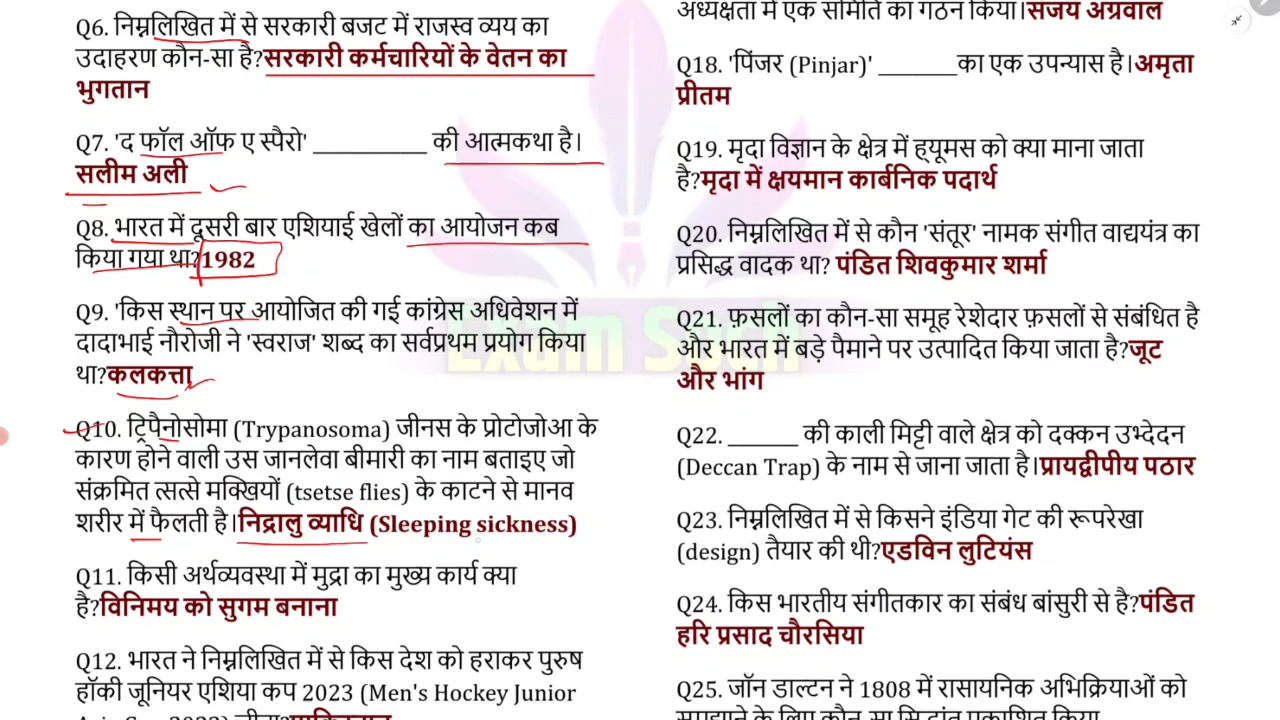 Q6. निम्नलिखित में से सरकारी बजट में राजस्व व्यय का
उदाहरण कौन-सा है?सरकारी कर्मचारियों के वेतन का
भुगतान
Q7. 'द फॉल ऑफ ए स्पैरो' __________ की आत्मकथा है।
सलीम अली
Q8. भारत में दूसरी बार एशियाई खेलों का आयोजन कब
किया गया था?1982
Q9. 'किस स्थान पर आयोजित की गई कांग्रेस अधिवेशन में
दादाभाई नौरोजी ने 'स्वराज' शब्द का सर्वप्रथम प्रयोग किया
था?कलकत्ता
Q10. ट्रिपैनोसोमा (Trypanosoma) जीनस के प्रोटोजोआ के
कारण होने वाली उस जानलेवा बीमारी का नाम बताइए जो
संक्रमित त्सत्से मक्खियों (tsetse flies) के काटने से मानव
शरीर में फैलती है।निद्रालु व्याधि (Sleeping sickness)
Q11. किसी अर्थव्यवस्था में मुद्रा का मुख्य कार्य क्या
है?विनिमय को सुगम बनाना
Q12. भारत ने निम्नलिखित में से किस देश को हराकर पुरुष
हॉकी जूनियर एशिया कप 2023 (Men's Hockey Junior
अध्यक्षता में एक समिति का गठन किया।संजय अग्रवाल
Q18. 'पिंजर (Pinjar)' _______का एक उपन्यास है।अमृता
प्रीतम
Q19. मृदा विज्ञान के क्षेत्र में ह्यूमस को क्या माना जाता
है?मृदा में क्षयमान कार्बनिक पदार्थ
Q20. निम्नलिखित में से कौन 'संतूर' नामक संगीत वाद्ययंत्र का
प्रसिद्ध वादक था? पंडित शिवकुमार शर्मा
Q21. फ़सलों का कौन-सा समूह रेशेदार फ़सलों से संबंधित है
और भारत में बड़े पैमाने पर उत्पादित किया जाता है?जूट
और भांग
Q22. ______ की काली मिट्टी वाले क्षेत्र को दक्कन उभ्देदन
(Deccan Trap) के नाम से जाना जाता है।प्रायद्वीपीय पठार
Q23. निम्नलिखित में से किसने इंडिया गेट की रूपरेखा
(design) तैयार की थी?एडविन लुटियंस
Q24. किस भारतीय संगीतकार का संबंध बांसुरी से है?पंडित
हरि प्रसाद चौरसिया
Q25. जॉन डाल्टन ने 1808 में रासायनिक अभिक्रियाओं को